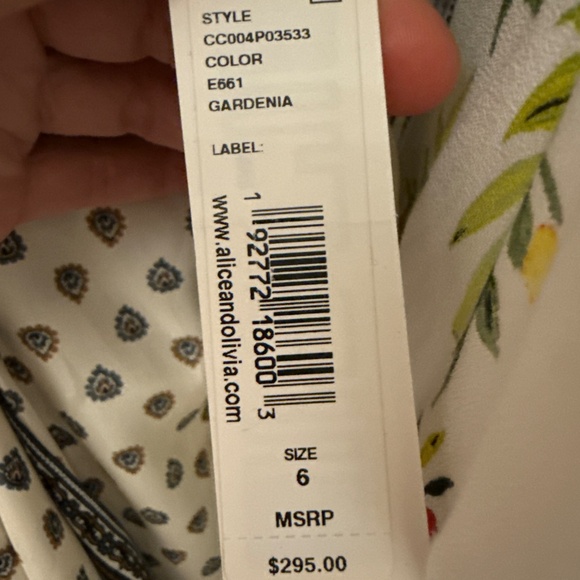 STYLE
CC004P03533
COLOR
E661
GARDENIA
LABEL:
1 92772 18600 3
www.aliceandolivia.com
SIZE
6
MSRP
$295.00